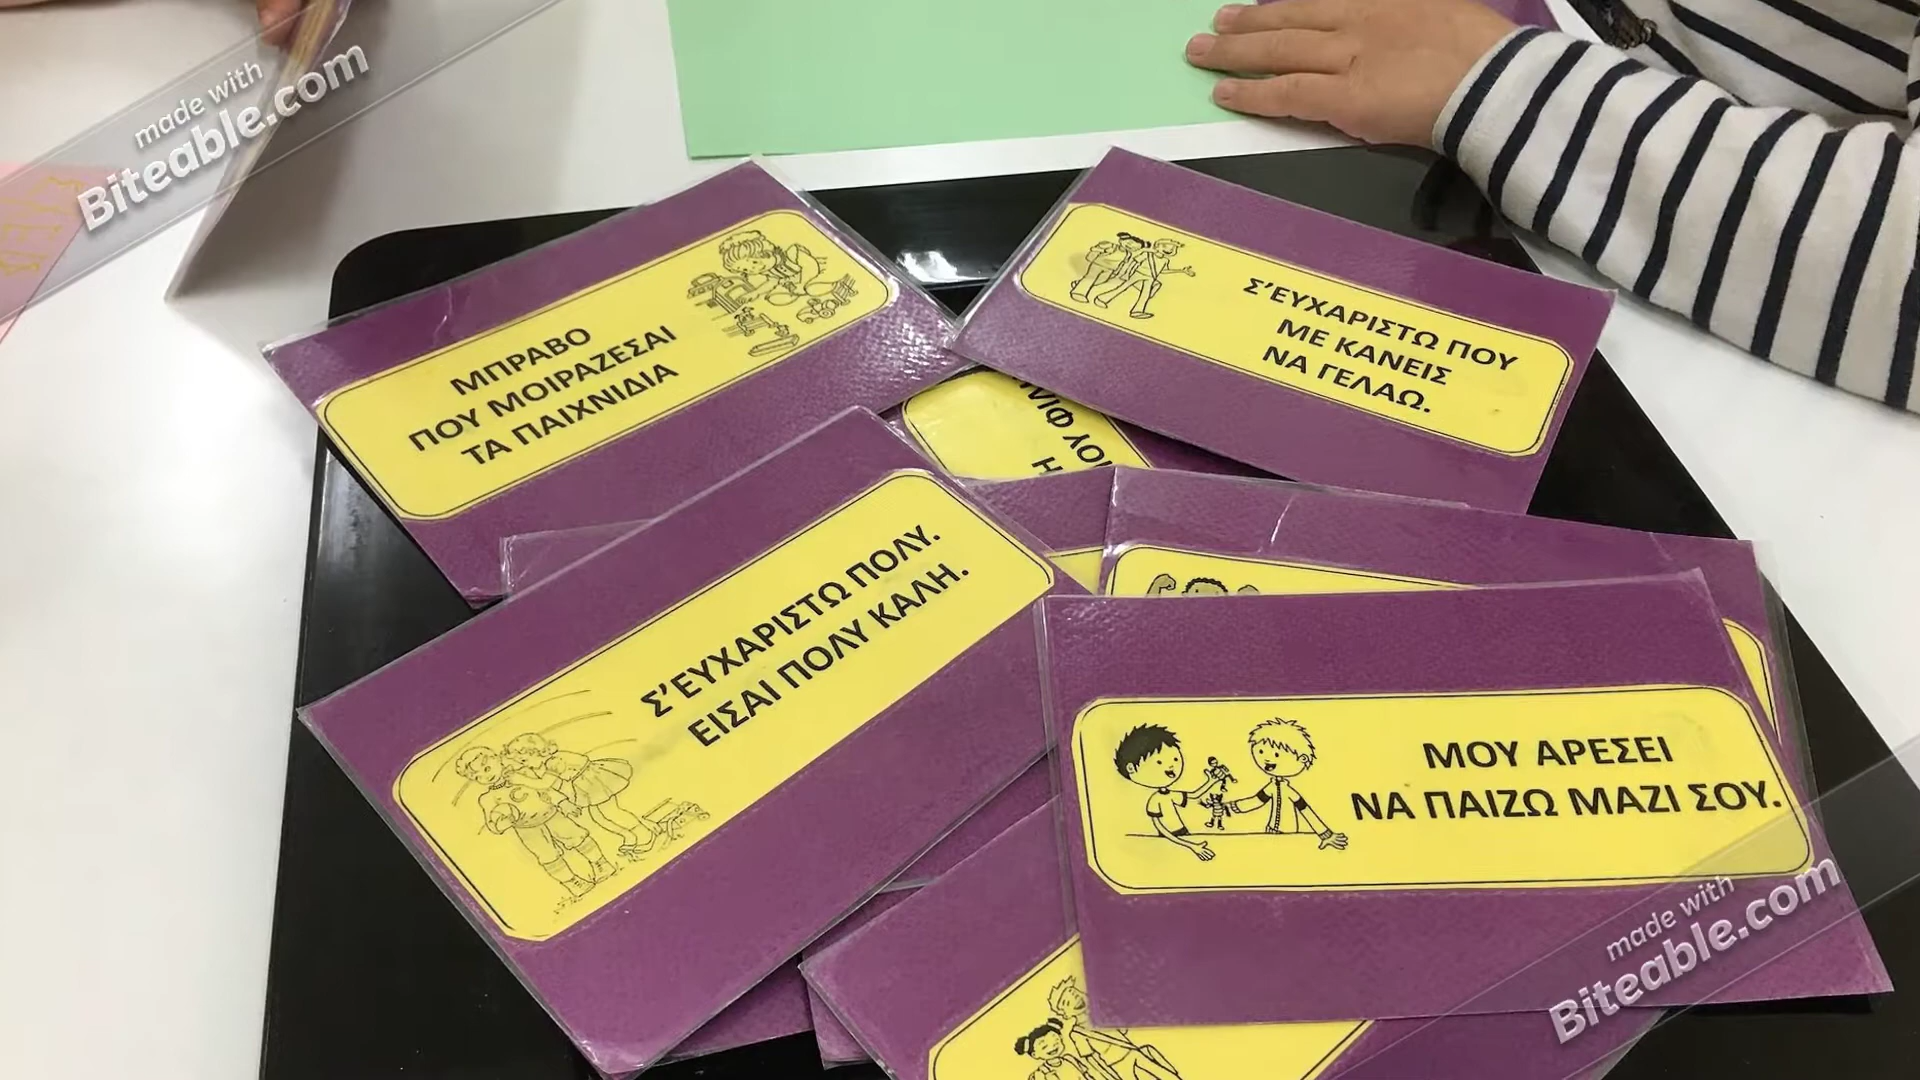 made with
Biteable.com
ΜΠΡΑΒΟ
ΠΟΥ ΜΟΙΡΑΖΕΣΑΙ
ΤΑ ΠΑΙΧΝΙΔΙΑ
Σ’ΕΥΧΑΡΙΣΤΩ ΠΟΥ
ΜΕ ΚΑΝΕΙΣ
ΝΑ ΓΕΛΑΩ.
Σ’ΕΥΧΑΡΙΣΤΩ ΠΟΛΥ.
ΕΙΣΑΙ ΠΟΛΥ ΚΑΛΗ.
ΜΟΥ ΑΡΕΣΕΙ
ΝΑ ΠΑΙΖΩ ΜΑΖΙ ΣΟΥ.
made with
Biteable.com